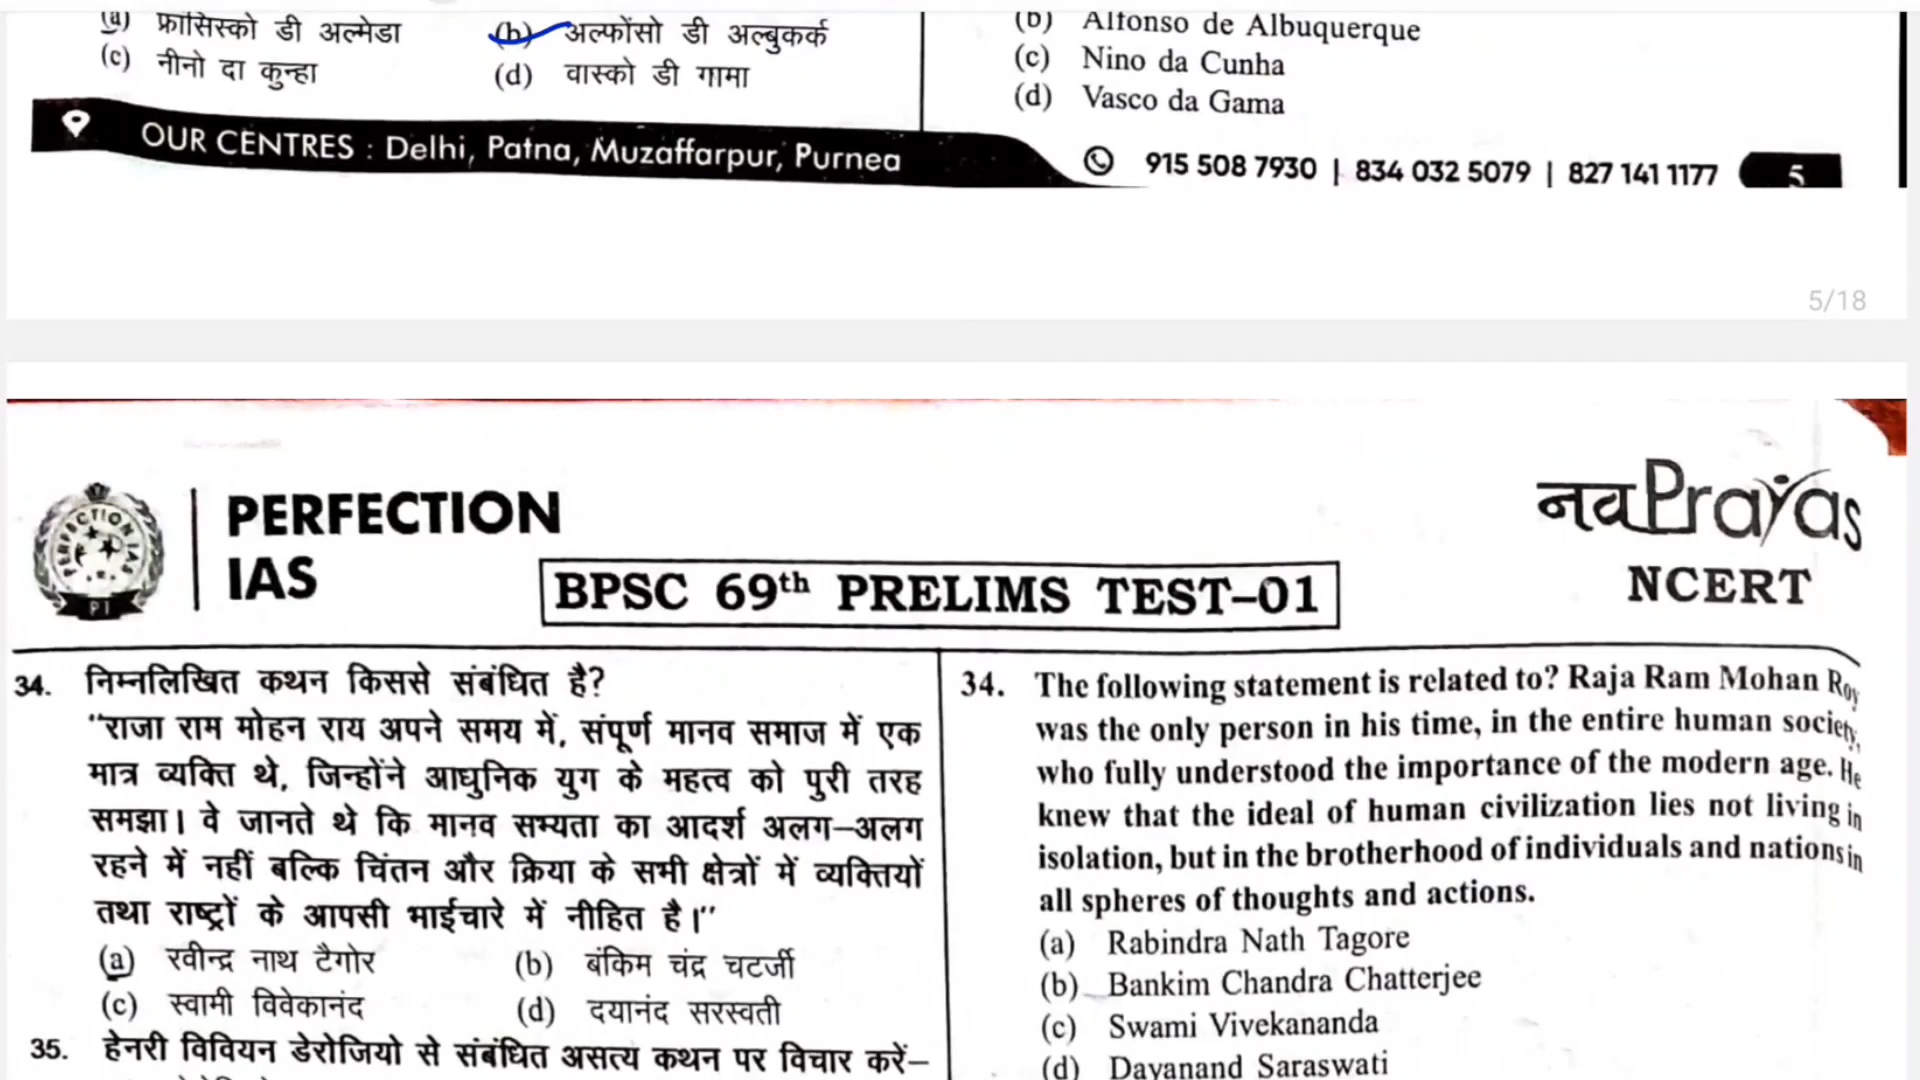 (a) फ्रांसिस्को डी अल्मेडा (b) अल्फोंसो डी अल्बुकर्क
(c) नीनो दा कुन्हा (d) वास्को डी गामा
(b) Alfonso de Albuquerque
(c) Nino da Cunha
(d) Vasco da Gama
OUR CENTRES : Delhi, Patna, Muzaffarpur, Purnea
915 508 7930 | 834 032 5079 | 827 141 1177 5
5/18
PERFECTION IAS
PI
PERFECTION
IAS
BPSC 69th PRELIMS TEST-01
नवPrayas
NCERT
34. निम्नलिखित कथन किससे संबंधित है?
"राजा राम मोहन राय अपने समय में, संपूर्ण मानव समाज में एक
मात्र व्यक्ति थे, जिन्होंने आधुनिक युग के महत्व को पुरी तरह
समझा। वे जानते थे कि मानव सभ्यता का आदर्श अलग-अलग
रहने में नहीं बल्कि चिंतन और क्रिया के सभी क्षेत्रों में व्यक्तियों
तथा राष्ट्रों के आपसी भाईचारे में नीहित है।"
(a) रवीन्द्र नाथ टैगोर (b) बंकिम चंद्र चटर्जी
(c) स्वामी विवेकानंद (d) दयानंद सरस्वती
35. हेनरी विवियन डेरोजियो से संबंधित असत्य कथन पर विचार करें–
34. The following statement is related to? Raja Ram Mohan Roy
was the only person in his time, in the entire human society,
who fully understood the importance of the modern age. He
knew that the ideal of human civilization lies not living in
isolation, but in the brotherhood of individuals and nations in
all spheres of thoughts and actions.
(a) Rabindra Nath Tagore
(b) Bankim Chandra Chatterjee
(c) Swami Vivekananda
(d) Dayanand Saraswati